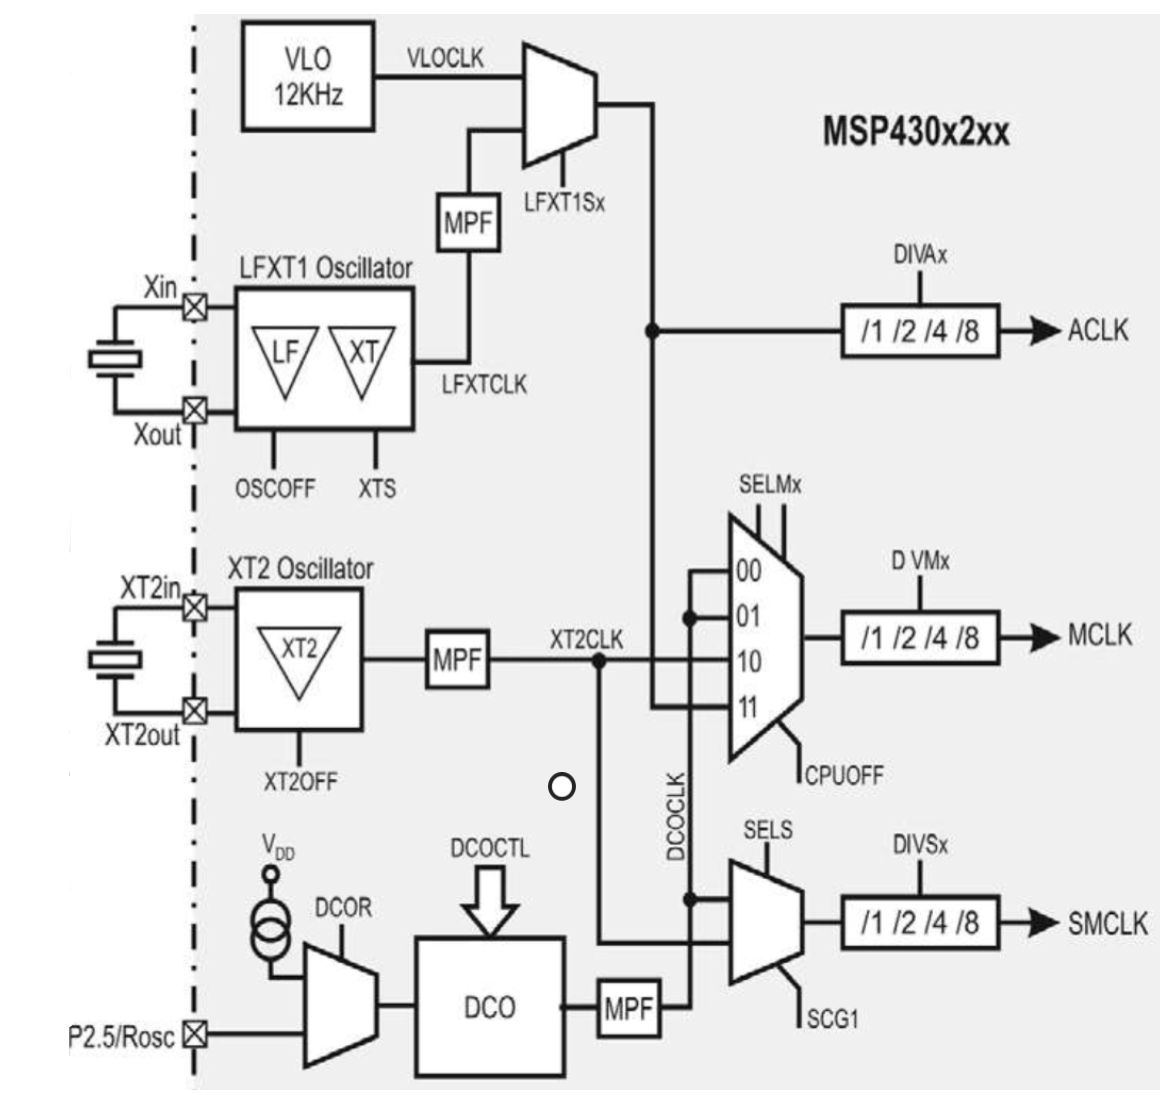 VLO
12KHz
VLOCLK
MSP430x2xx
LFXT1Sx
MPF
DIVAx
LFXT1 Oscillator
Xin
LF
XT
/1 /2 /4 /8
ACLK
LFXTCLK
Xout
OSCOFF
XTS
SELMx
XT2 Oscillator
XT2in
D VMx
00
01
XT2CLK
10
11
XT2
MPF
/1 /2 /4 /8
MCLK
XT2out
XT2OFF
CPUOFF
DCOCLK
VDD
DCOCTL
SELS
DIVSx
DCOR
/1 /2 /4 /8
SMCLK
DCO
MPF
SCG1
P2.5/Rosc